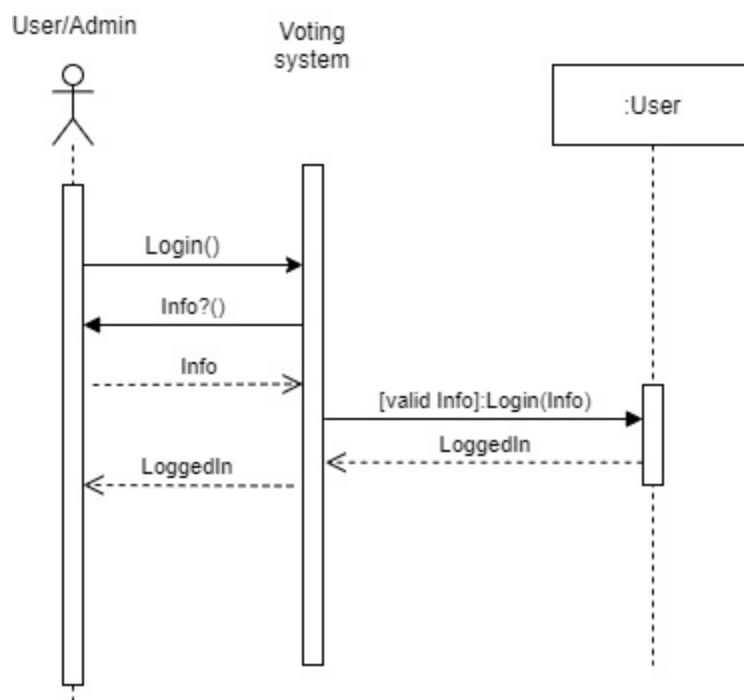 User/Admin
Voting
system
:User
Login()
Info?()
Info
[valid Info]:Login(Info)
LoggedIn
LoggedIn